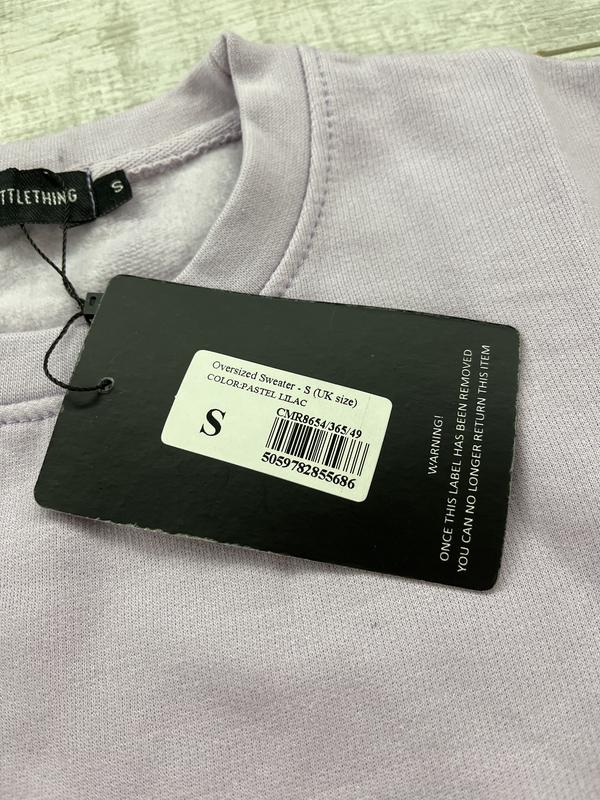 TTLETHING
S
Oversized Sweater - S (UK size)
COLOR:PASTEL LILAC
S
CMR8654/365/49
5059782855686
WARNING!
ONCE THIS LABEL HAS BEEN REMOVED
YOU CAN NO LONGER RETURN THIS ITEM